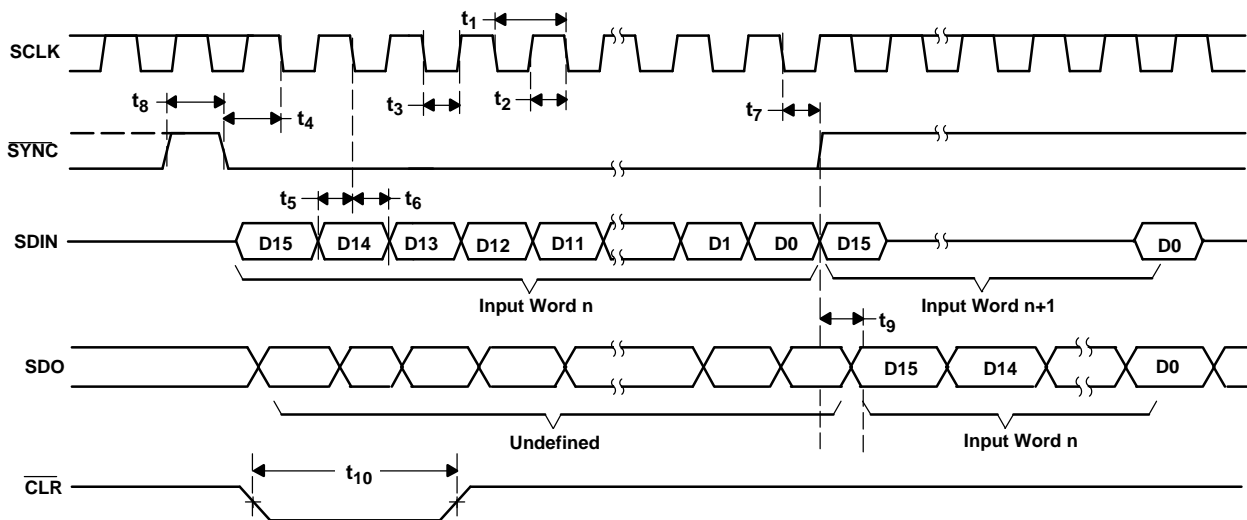 t1
SCLK
t8
t4
t3
t2
t7
SYNC
t5
t6
SDIN
D15
D14
D13
D12
D11
D1
D0
D15
D0
Input Word n
Input Word n+1
t9
SDO
D15
D14
D0
Undefined
Input Word n
t10
CLR